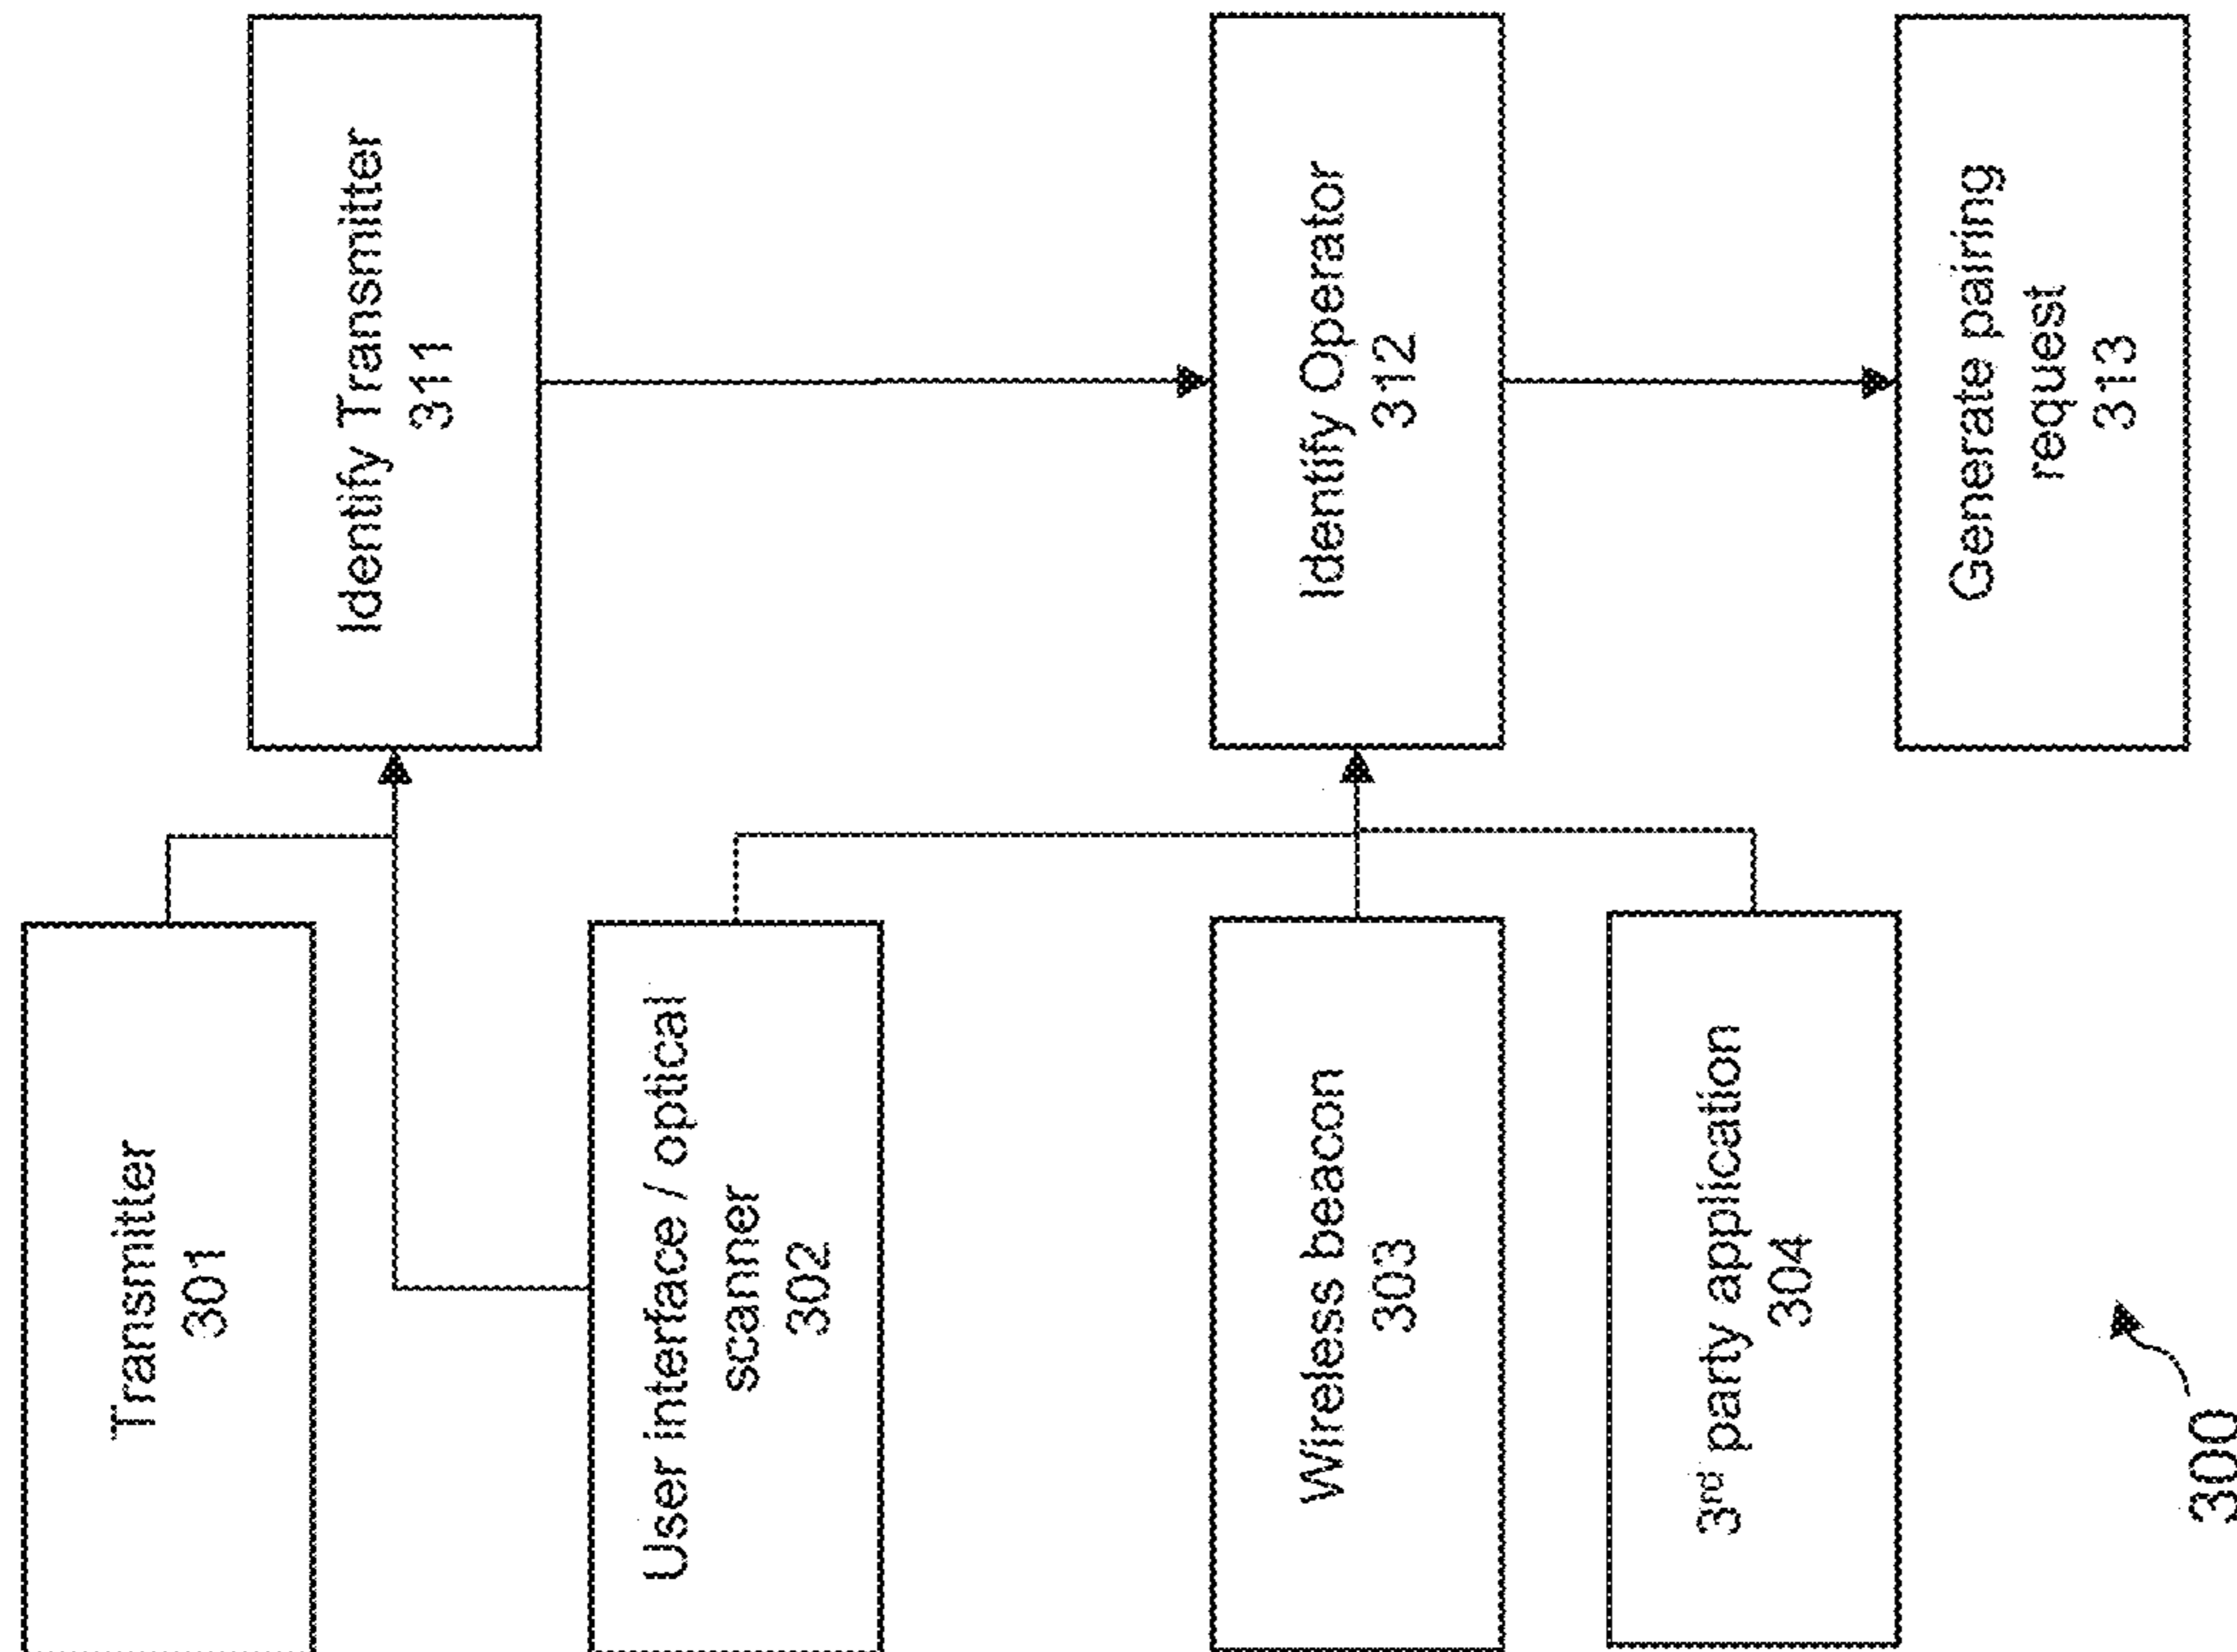 Transmitter
301
User interface / optical
scanner
302
Wireless beacon
303
3rd party application
304
Identify Transmitter
311
Identify Operator
312
Generate pairing
request
313
300